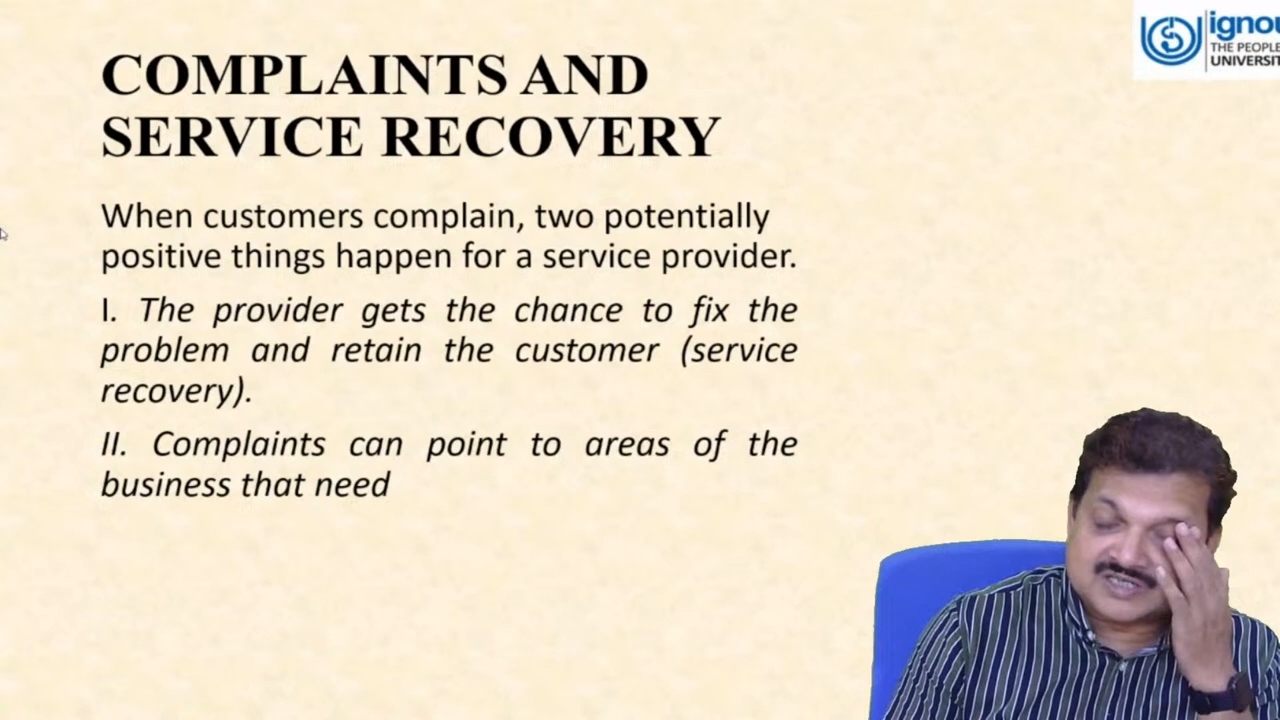 COMPLAINTS AND
SERVICE RECOVERY
When customers complain, two potentially
positive things happen for a service provider.
I. The provider gets the chance to fix the
problem and retain the customer (service
recovery).
II. Complaints can point to areas of the
business that need
ignou
THE PEOPLE
UNIVERSIT